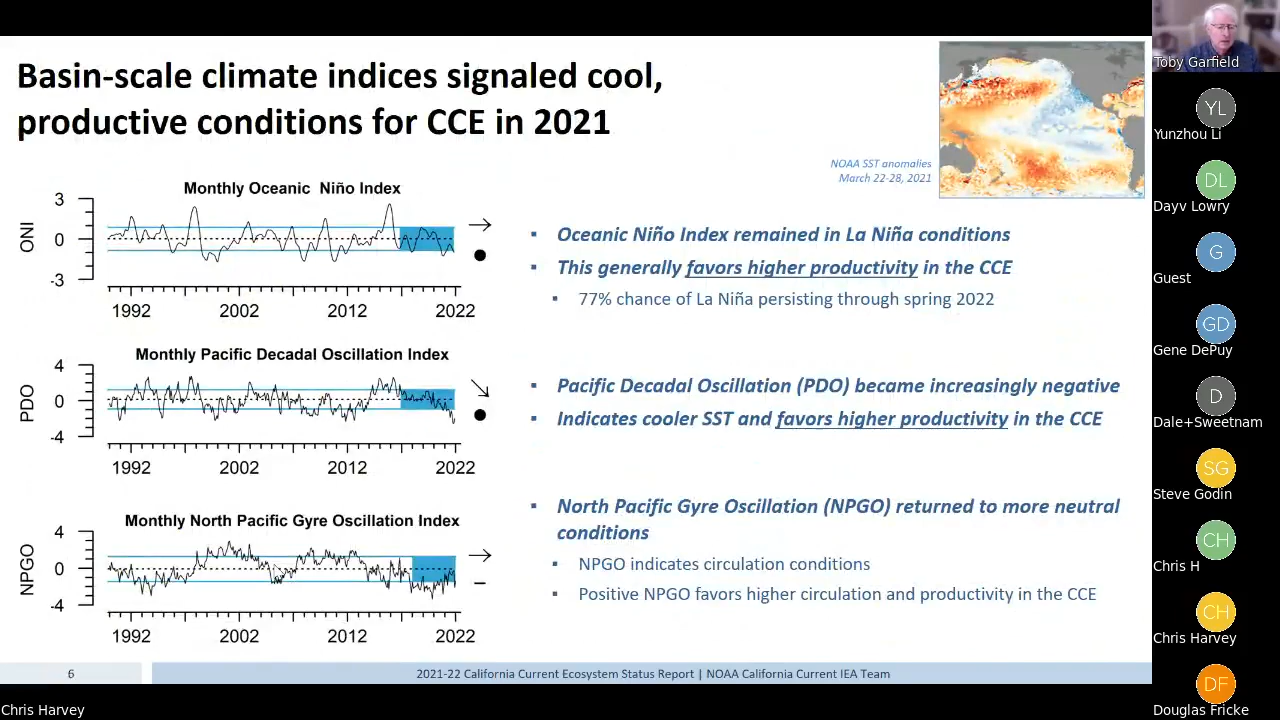 Basin-scale climate indices signaled cool,
productive conditions for CCE in 2021
NOAA SST anomalies
March 22-28, 2021
Monthly Oceanic Niño Index
ONI
3
0
-3
1992 2002 2012 2022
Oceanic Niño Index remained in La Niña conditions
This generally favors higher productivity in the CCE
77% chance of La Niña persisting through spring 2022
Monthly Pacific Decadal Oscillation Index
PDO
4
0
-4
1992 2002 2012 2022
Pacific Decadal Oscillation (PDO) became increasingly negative
Indicates cooler SST and favors higher productivity in the CCE
Monthly North Pacific Gyre Oscillation Index
NPGO
4
0
-4
1992 2002 2012 2022
North Pacific Gyre Oscillation (NPGO) returned to more neutral
conditions
NPGO indicates circulation conditions
Positive NPGO favors higher circulation and productivity in the CCE
6
2021-22 California Current Ecosystem Status Report | NOAA California Current IEA Team
Chris Harvey
Toby Garfield
YL
Yunzhou Li
DL
Dayv Lowry
G
Guest
GD
Gene DePuy
D
Dale+Sweetnam
SG
Steve Godin
CH
Chris H
CH
Chris Harvey
DF
Douglas Fricke